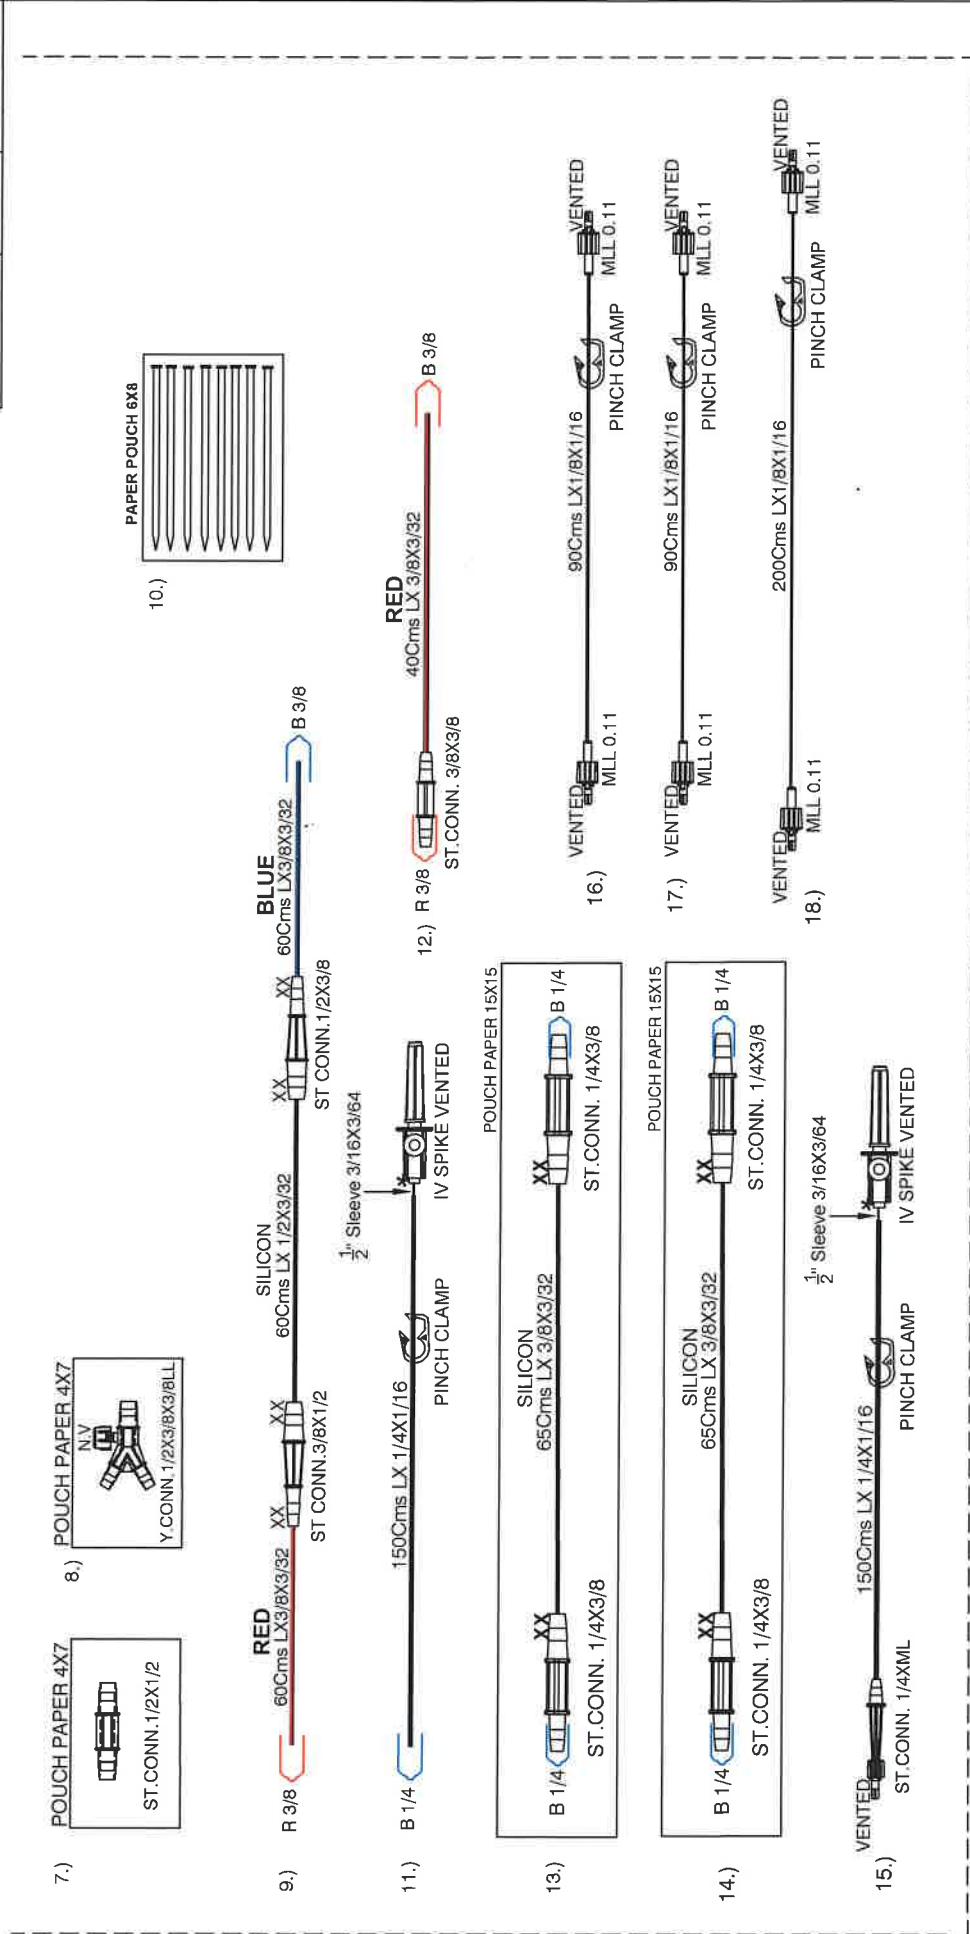 7.)
POUCH PAPER 4X7
ST.CONN.1/2X1/2
8.)
POUCH PAPER 4X7
N.V
Y.CONN.1/2X3/8X3/8LL
10.)
PAPER POUCH 6X8
9.)
R 3/8
RED
60Cms LX3/8X3/32
XX
XX
ST CONN.3/8X1/2
SILICON
60Cms LX 1/2X3/32
XX
XX
ST CONN.1/2X3/8
BLUE
60Cms LX3/8X3/32
B 3/8
11.)
B 1/4
150Cms LX 1/4X1/16
PINCH CLAMP
1/2" Sleeve 3/16X3/64
*
IV SPIKE VENTED
12.)
R 3/8
ST.CONN. 3/8X3/8
RED
40Cms LX 3/8X3/32
B 3/8
13.)
POUCH PAPER 15X15
B 1/4
XX
ST.CONN. 1/4X3/8
SILICON
65Cms LX 3/8X3/32
XX
ST.CONN. 1/4X3/8
B 1/4
14.)
POUCH PAPER 15X15
B 1/4
XX
ST.CONN. 1/4X3/8
SILICON
65Cms LX 3/8X3/32
XX
ST.CONN. 1/4X3/8
B 1/4
15.)
VENTED
ST.CONN. 1/4XML
150Cms LX 1/4X1/16
PINCH CLAMP
1/2" Sleeve 3/16X3/64
*
IV SPIKE VENTED
16.)
VENTED
MLL 0.11
90Cms LX1/8X1/16
PINCH CLAMP
VENTED
MLL 0.11
17.)
VENTED
MLL 0.11
90Cms LX1/8X1/16
PINCH CLAMP
VENTED
MLL 0.11
18.)
VENTED
MLL 0.11
200Cms LX1/8X1/16
PINCH CLAMP
VENTED
MLL 0.11